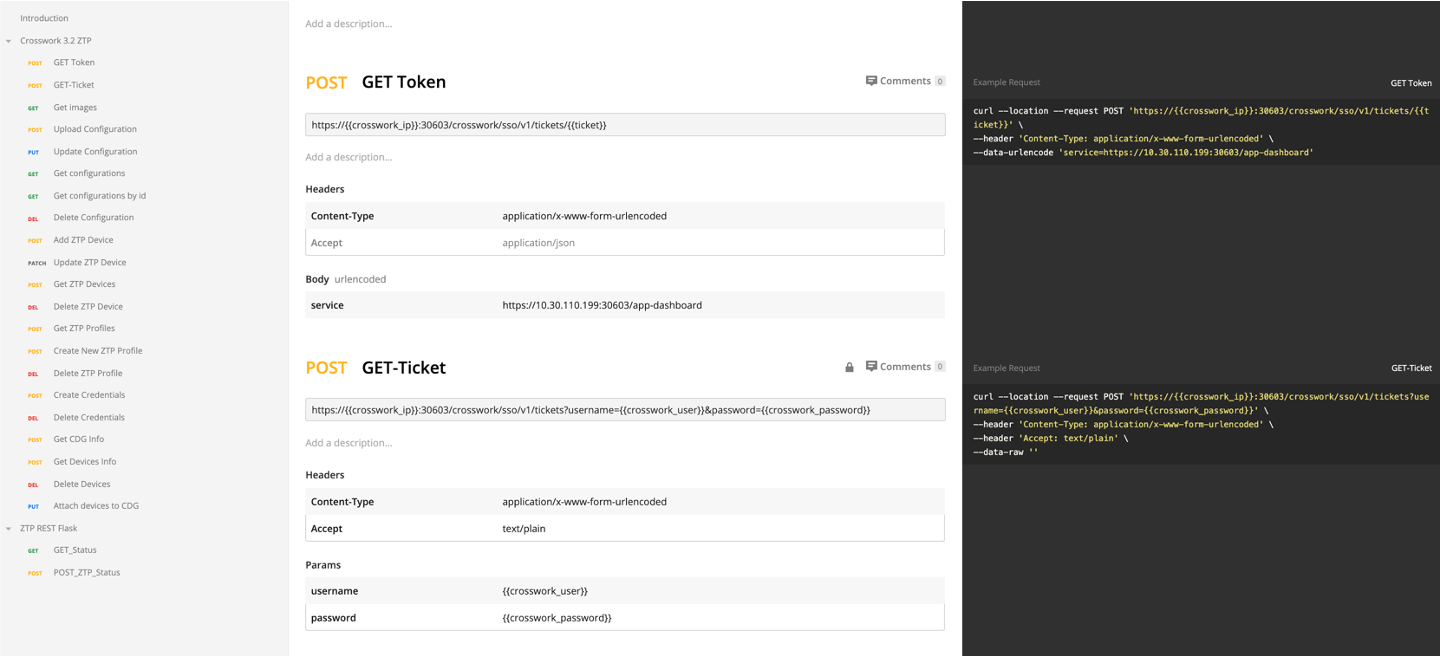 Introduction
Crosswork 3.2 ZTP
POST GET Token
POST GET-Ticket
GET Get images
POST Upload Configuration
PUT Update Configuration
GET Get configurations
GET Get configurations by id
DEL Delete Configuration
POST Add ZTP Device
PATCH Update ZTP Device
POST Get ZTP Devices
DEL Delete ZTP Device
POST Get ZTP Profiles
POST Create New ZTP Profile
DEL Delete ZTP Profile
POST Create Credentials
DEL Delete Credentials
POST Get CDG Info
POST Get Devices Info
DEL Delete Devices
PUT Attach devices to CDG
ZTP REST Flask
GET GET_Status
POST POST_ZTP_Status
Add a description...
POST GET Token
Comments 0
https://{{crosswork_ip}}:30603/crosswork/sso/v1/tickets/{{ticket}}
Add a description...
Headers
Content-Type application/x-www-form-urlencoded
Accept application/json
Body urlencoded
service https://10.30.110.199:30603/app-dashboard
POST GET-Ticket
Comments 0
https://{{crosswork_ip}}:30603/crosswork/sso/v1/tickets?username={{crosswork_user}}&password={{crosswork_password}}
Add a description...
Headers
Content-Type application/x-www-form-urlencoded
Accept text/plain
Params
username {{crosswork_user}}
password {{crosswork_password}}
Example Request GET Token
curl --location --request POST 'https://{{crosswork_ip}}:30603/crosswork/sso/v1/tickets/{{t
icket}}' \
--header 'Content-Type: application/x-www-form-urlencoded' \
--data-urlencode 'service=https://10.30.110.199:30603/app-dashboard'
Example Request GET-Ticket
curl --location --request POST 'https://{{crosswork_ip}}:30603/crosswork/sso/v1/tickets?use
rname={{crosswork_user}}&password={{crosswork_password}}' \
--header 'Content-Type: application/x-www-form-urlencoded' \
--header 'Accept: text/plain' \
--data-raw ''